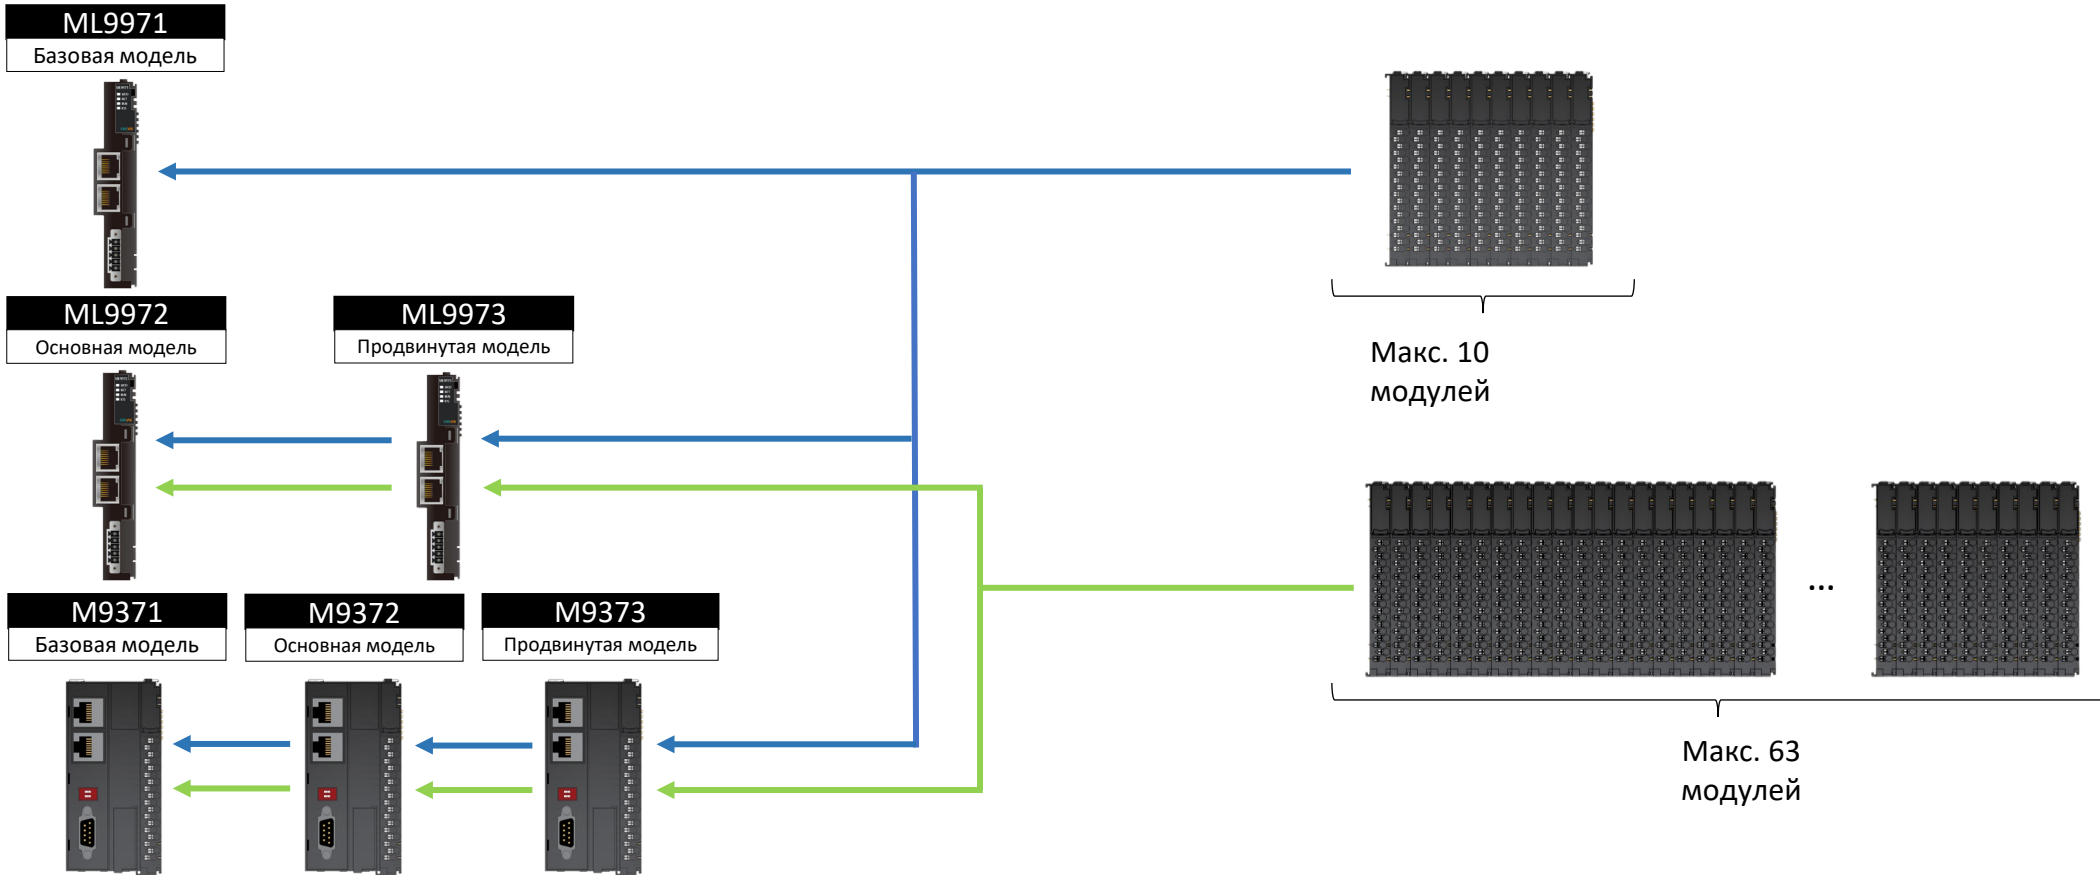 ML9971
Базовая модель
ML9972
Основная модель
ML9973
Продвинутая модель
Макс. 10
модулей
M9371
Базовая модель
M9372
Основная модель
M9373
Продвинутая модель
...
Макс. 63
модулей